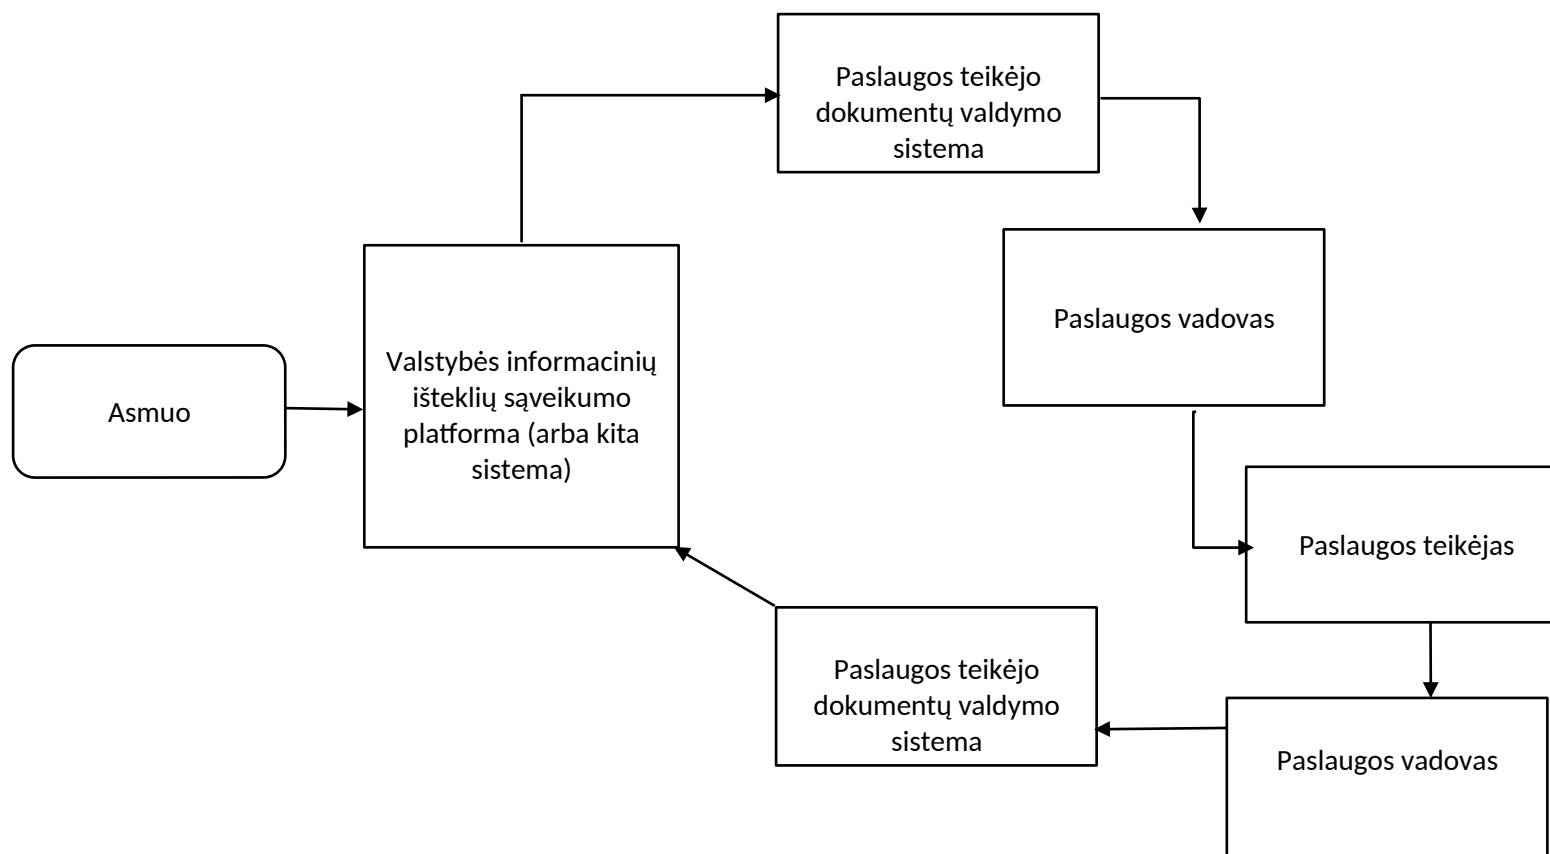 Paslaugos teikėjo
dokumentų valdymo
sistema
Paslaugos vadovas
Valstybės informacinių
išteklių sąveikumo
platforma (arba kita
sistema)
Asmuo
Paslaugos teikėjas
Paslaugos teikėjo
dokumentų valdymo
sistema
Paslaugos vadovas